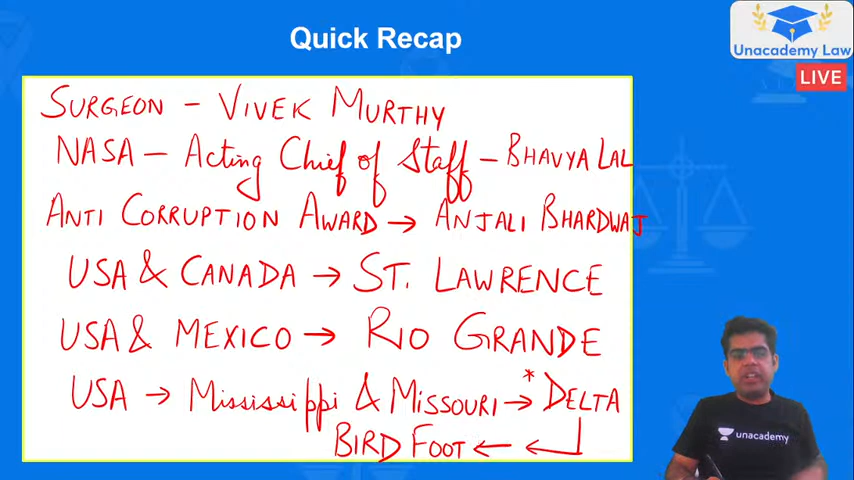 Quick Recap
Unacademy Law
LIVE
SURGEON - VIVEK MURTHY
NASA - Acting Chief of Staff - BHAVYA LAL
ANTI CORRUPTION AWARD → ANJALI BHARDWAJ
USA & CANADA → ST. LAWRENCE
USA & MEXICO → RIO GRANDE
USA → Mississippi & MISSOURI → *DELTA
BIRD FOOT ← ←
unacademy